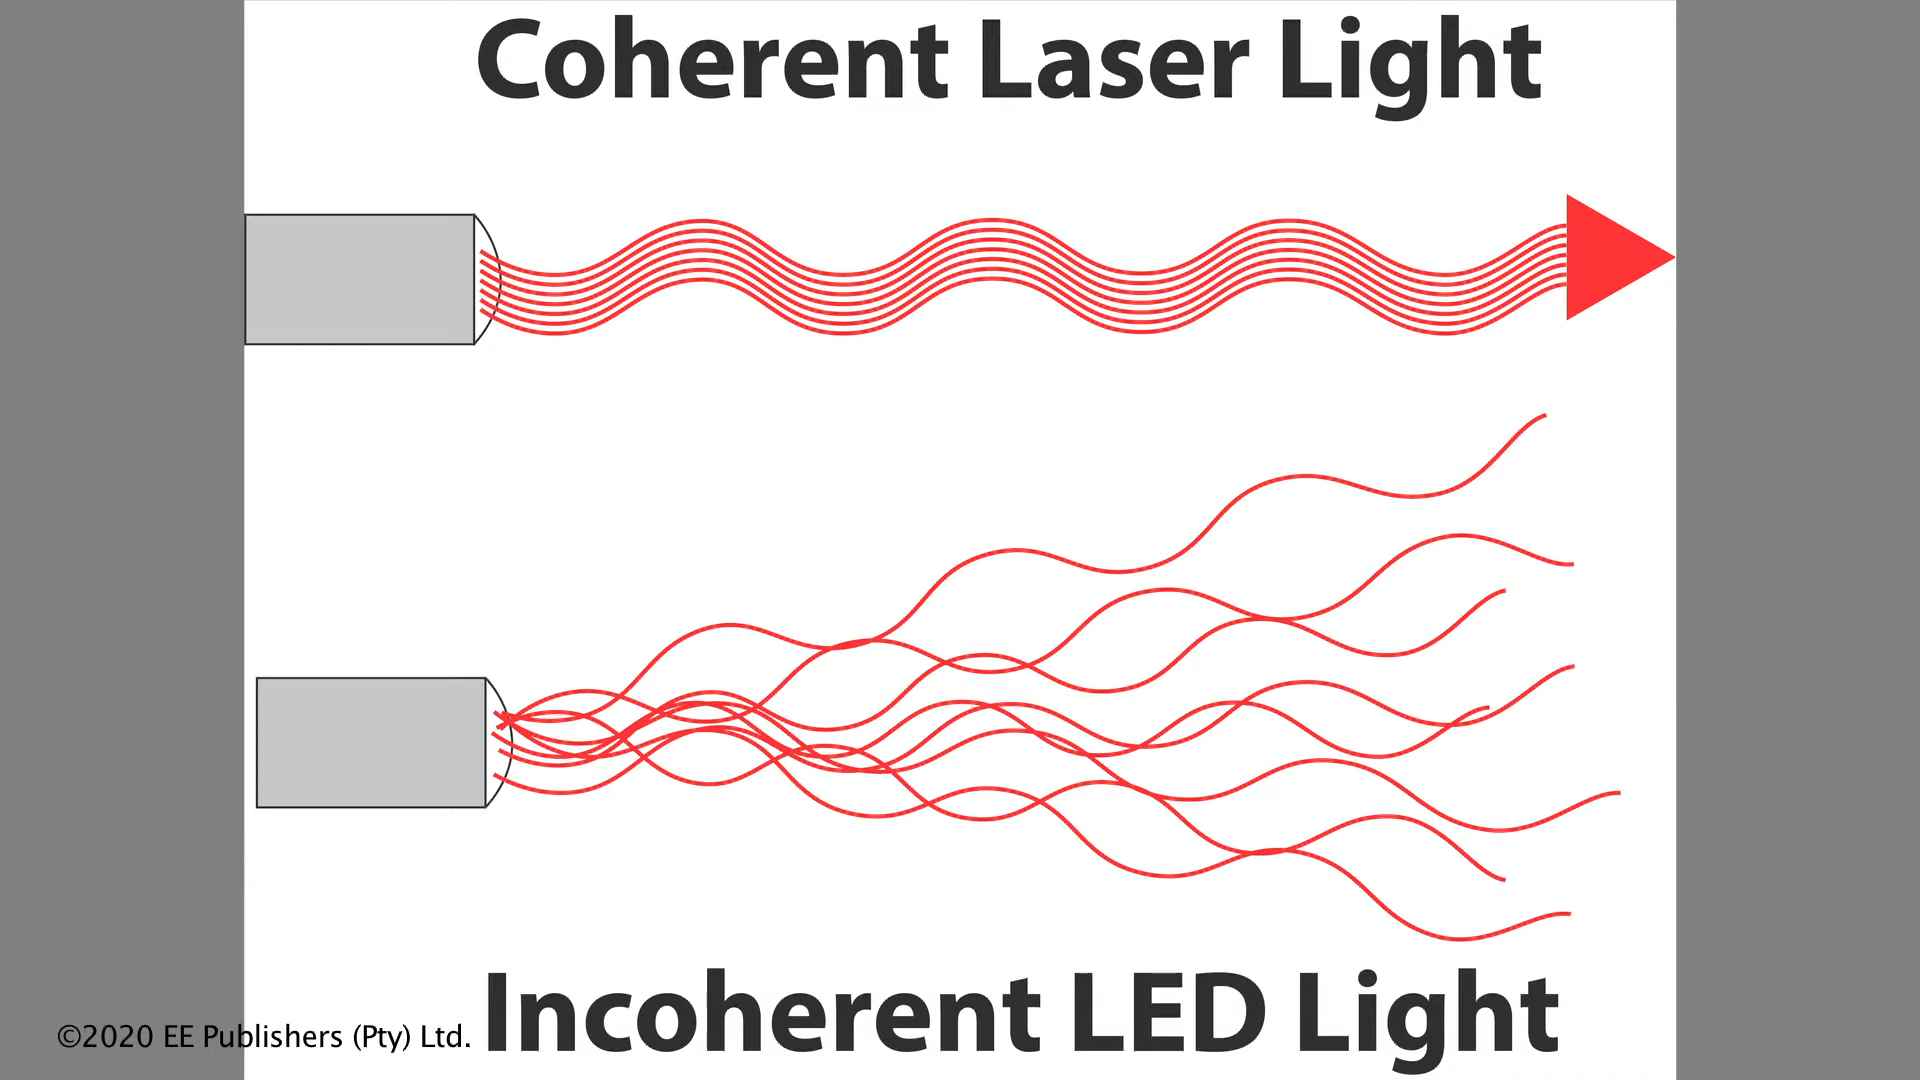 Coherent Laser Light
Incoherent LED Light
©2020 EE Publishers (Pty) Ltd.